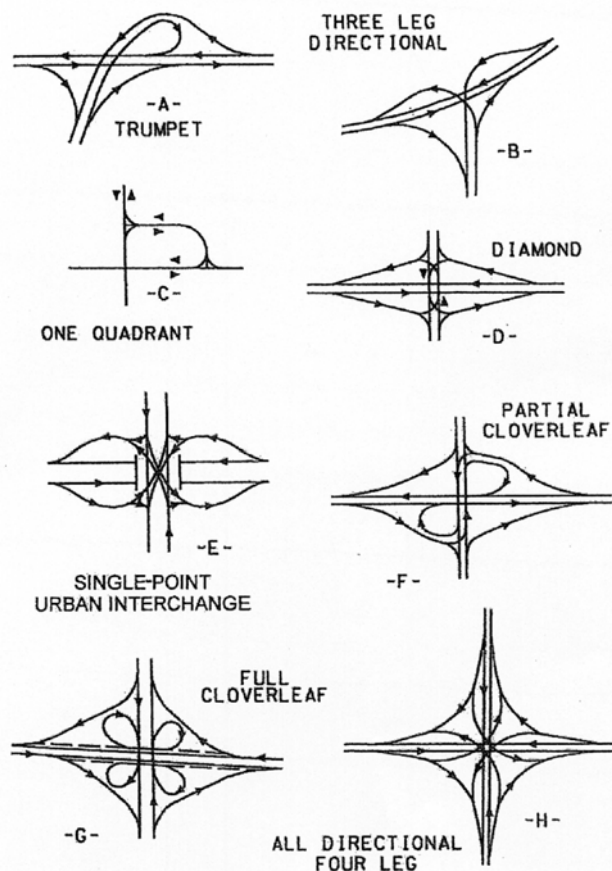 -A-
TRUMPET
THREE LEG
DIRECTIONAL
-B-
-C-
ONE QUADRANT
DIAMOND
-D-
-E-
SINGLE-POINT
URBAN INTERCHANGE
PARTIAL
CLOVERLEAF
-F-
FULL
CLOVERLEAF
-G-
-H-
ALL DIRECTIONAL
FOUR LEG